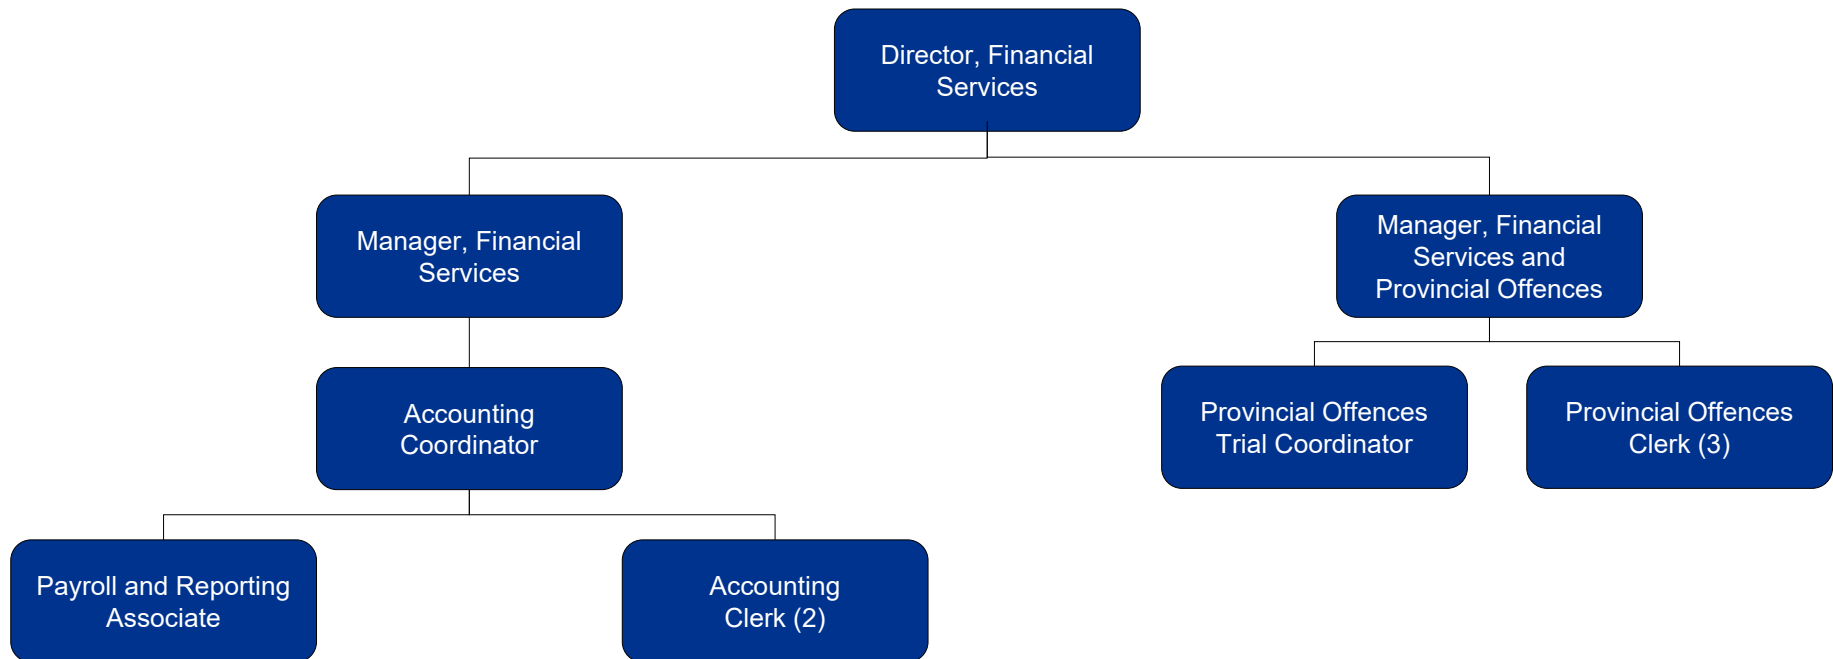 Director, Financial
Services
Manager, Financial
Services
Manager, Financial
Services and
Provincial Offences
Accounting
Coordinator
Provincial Offences
Trial Coordinator
Provincial Offences
Clerk (3)
Payroll and Reporting
Associate
Accounting
Clerk (2)